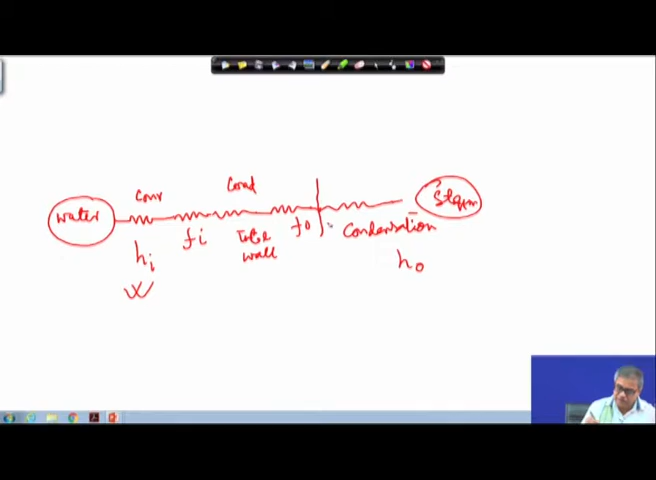 Conv
Cond
water
Steam
fi
Tube
wall
fo
Condensation
hi
ho